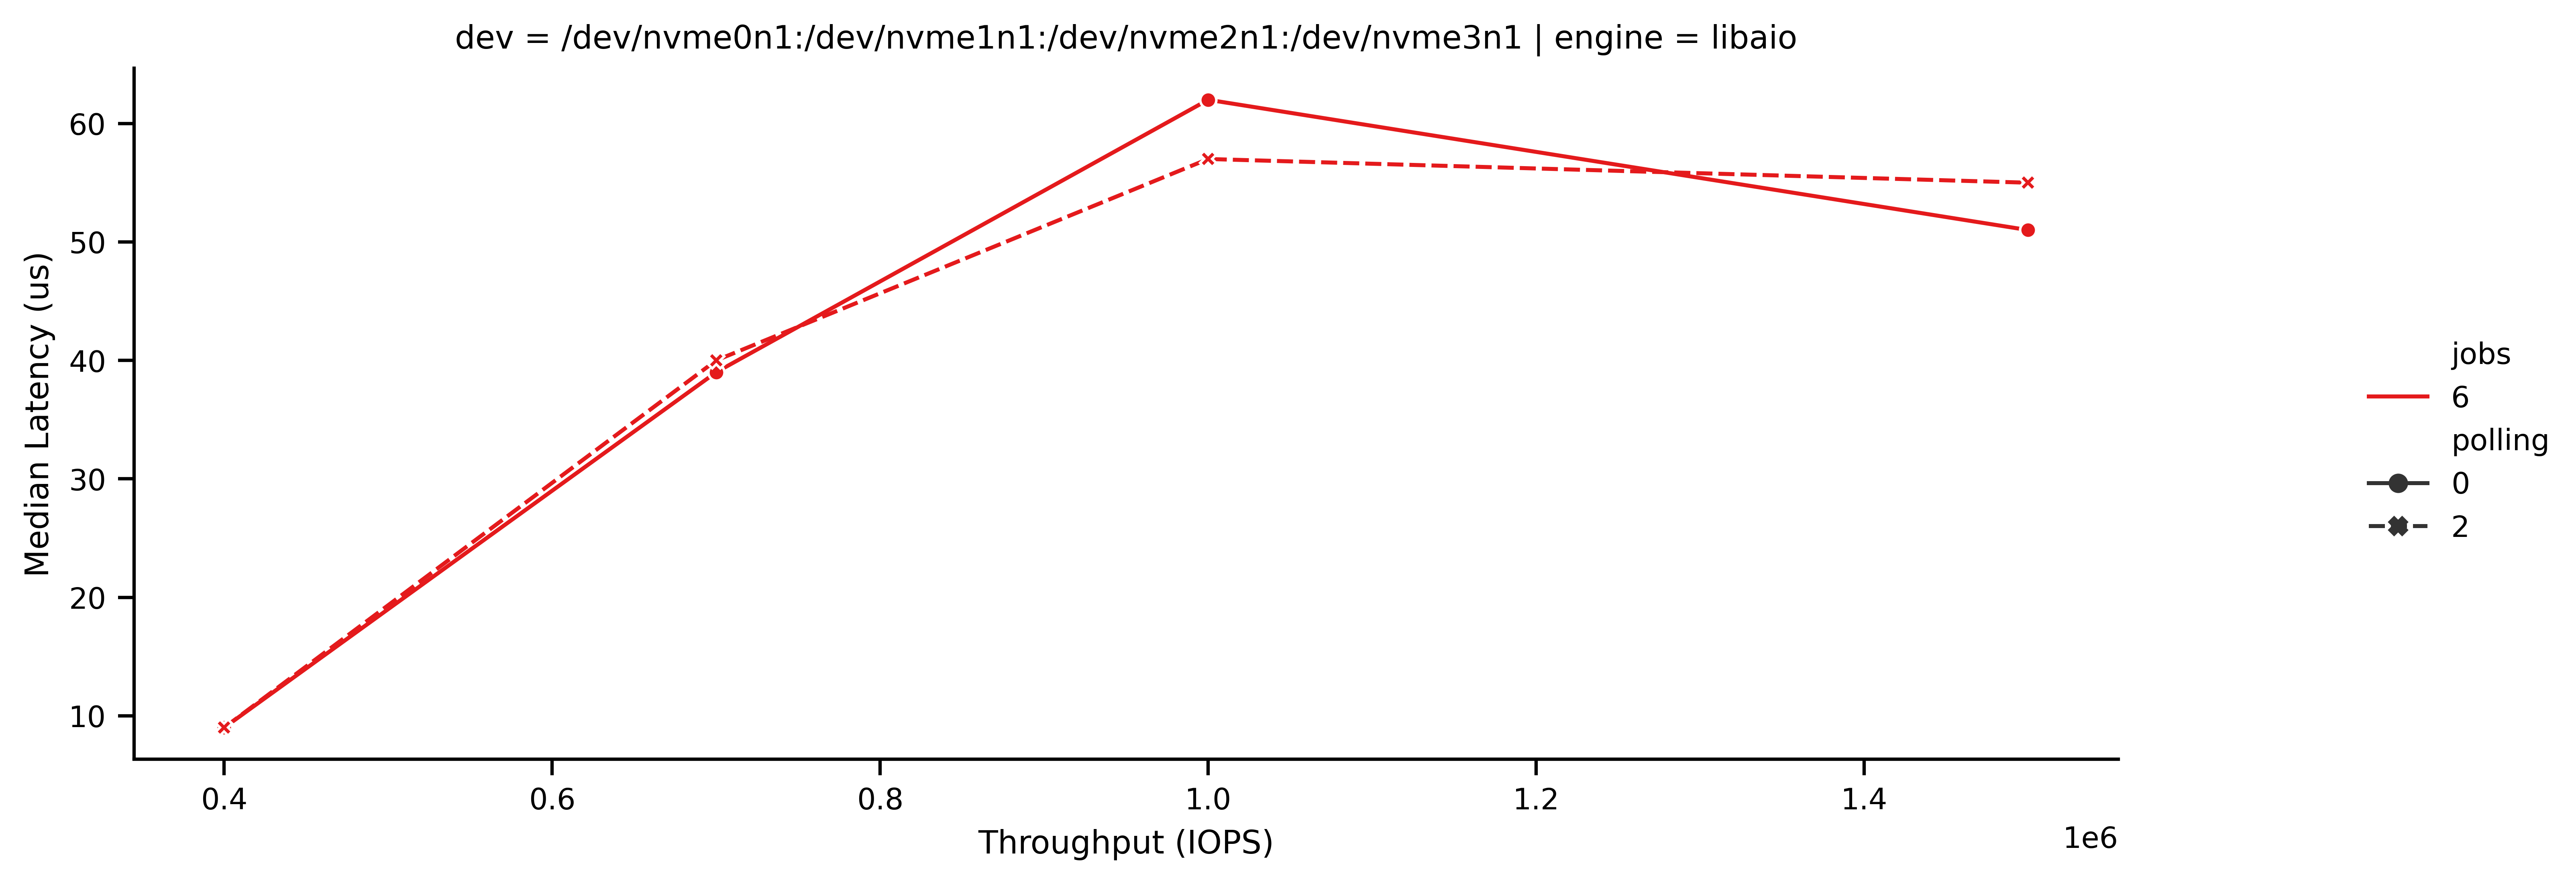 dev = /dev/nvme0n1:/dev/nvme1n1:/dev/nvme2n1:/dev/nvme3n1 | engine = libaio
Median Latency (us)
60
50
40
30
20
10
0.4 0.6 0.8 1.0 1.2 1.4
1e6
Throughput (IOPS)
jobs
6
polling
0
2